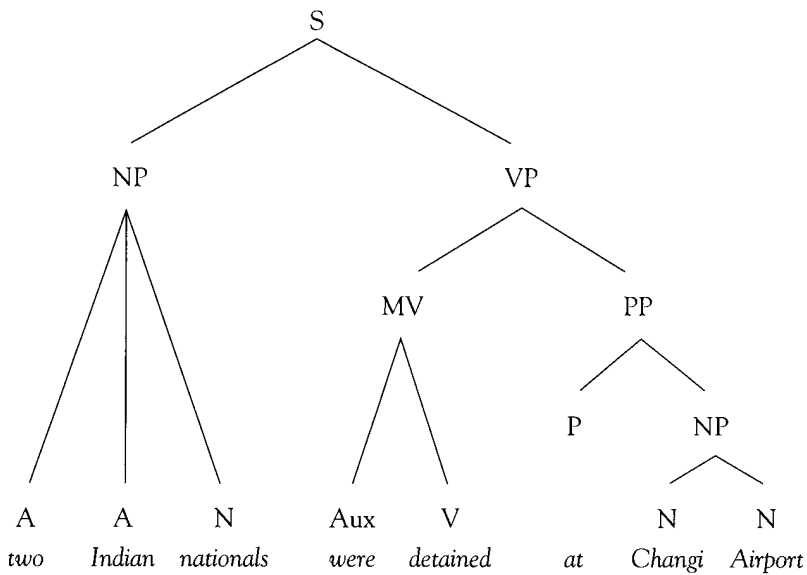 S
NP VP
MV PP
P NP
A A N Aux V N N
two Indian nationals were detained at Changi Airport